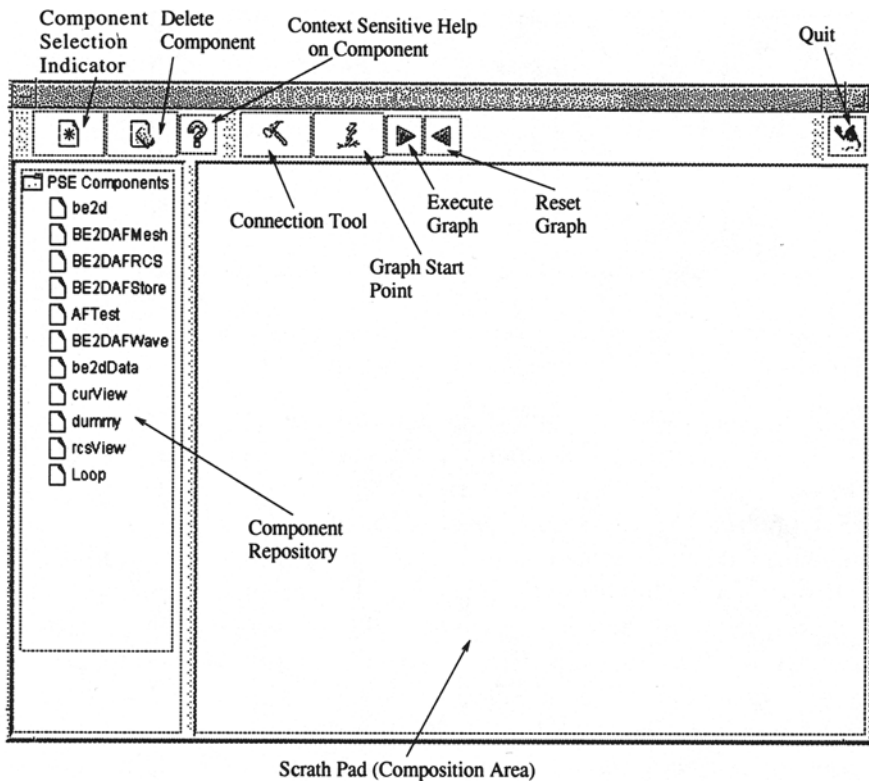 Component
Selection
Indicator
Delete
Component
Context Sensitive Help
on Component
Quit
?
PSE Components
be2d
BE2DAFMesh
BE2DAFRCS
BE2DAFStore
AFTest
BE2DAFWave
be2dData
curView
dummy
rcsView
Loop
Connection Tool
Execute
Graph
Reset
Graph
Graph Start
Point
Component
Repository
Scrath Pad (Composition Area)